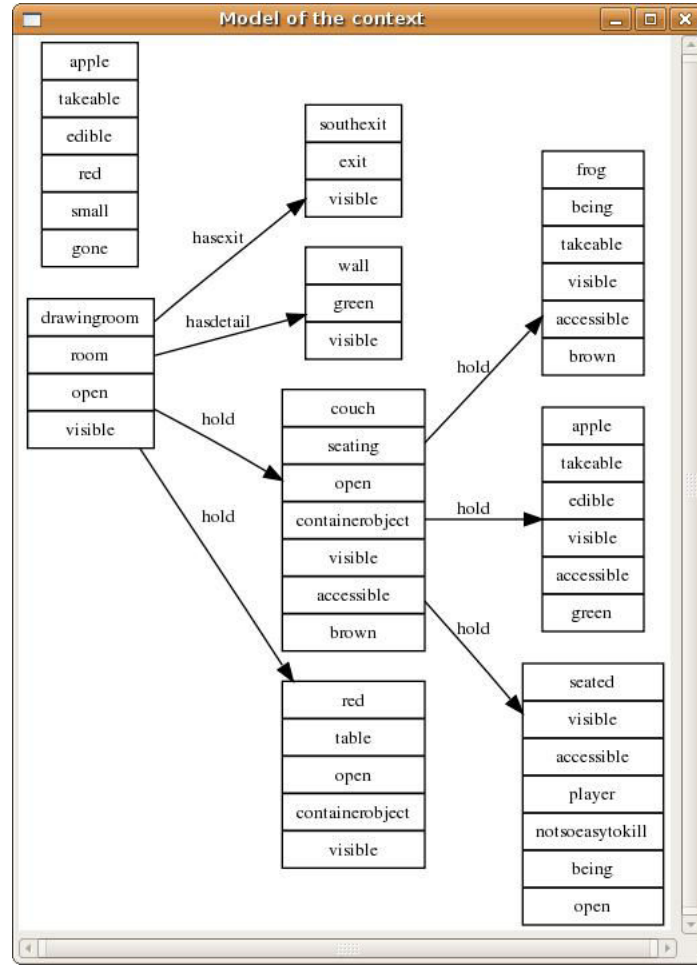 Model of the context
apple
takeable
edible
red
small
gone
drawingroom
room
open
visible
hasexit
hasdetail
hold
hold
southexit
exit
visible
wall
green
visible
couch
seating
open
containerobject
visible
accessible
brown
red
table
open
containerobject
visible
hold
hold
hold
frog
being
takeable
visible
accessible
brown
apple
takeable
edible
visible
accessible
green
seated
visible
accessible
player
notsoeasytokill
being
open